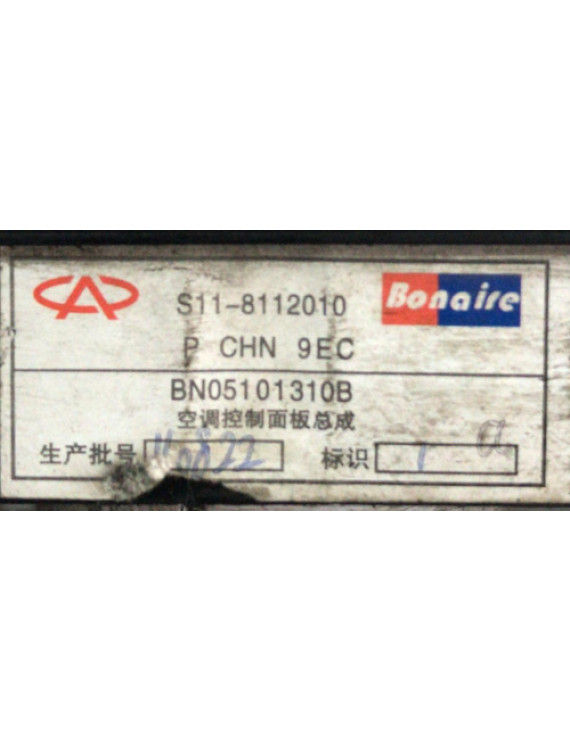 S11-8112010
Bonaire
P CHN 9EC
BN05101310B
空调控制面板总成
生产批号
标识 1